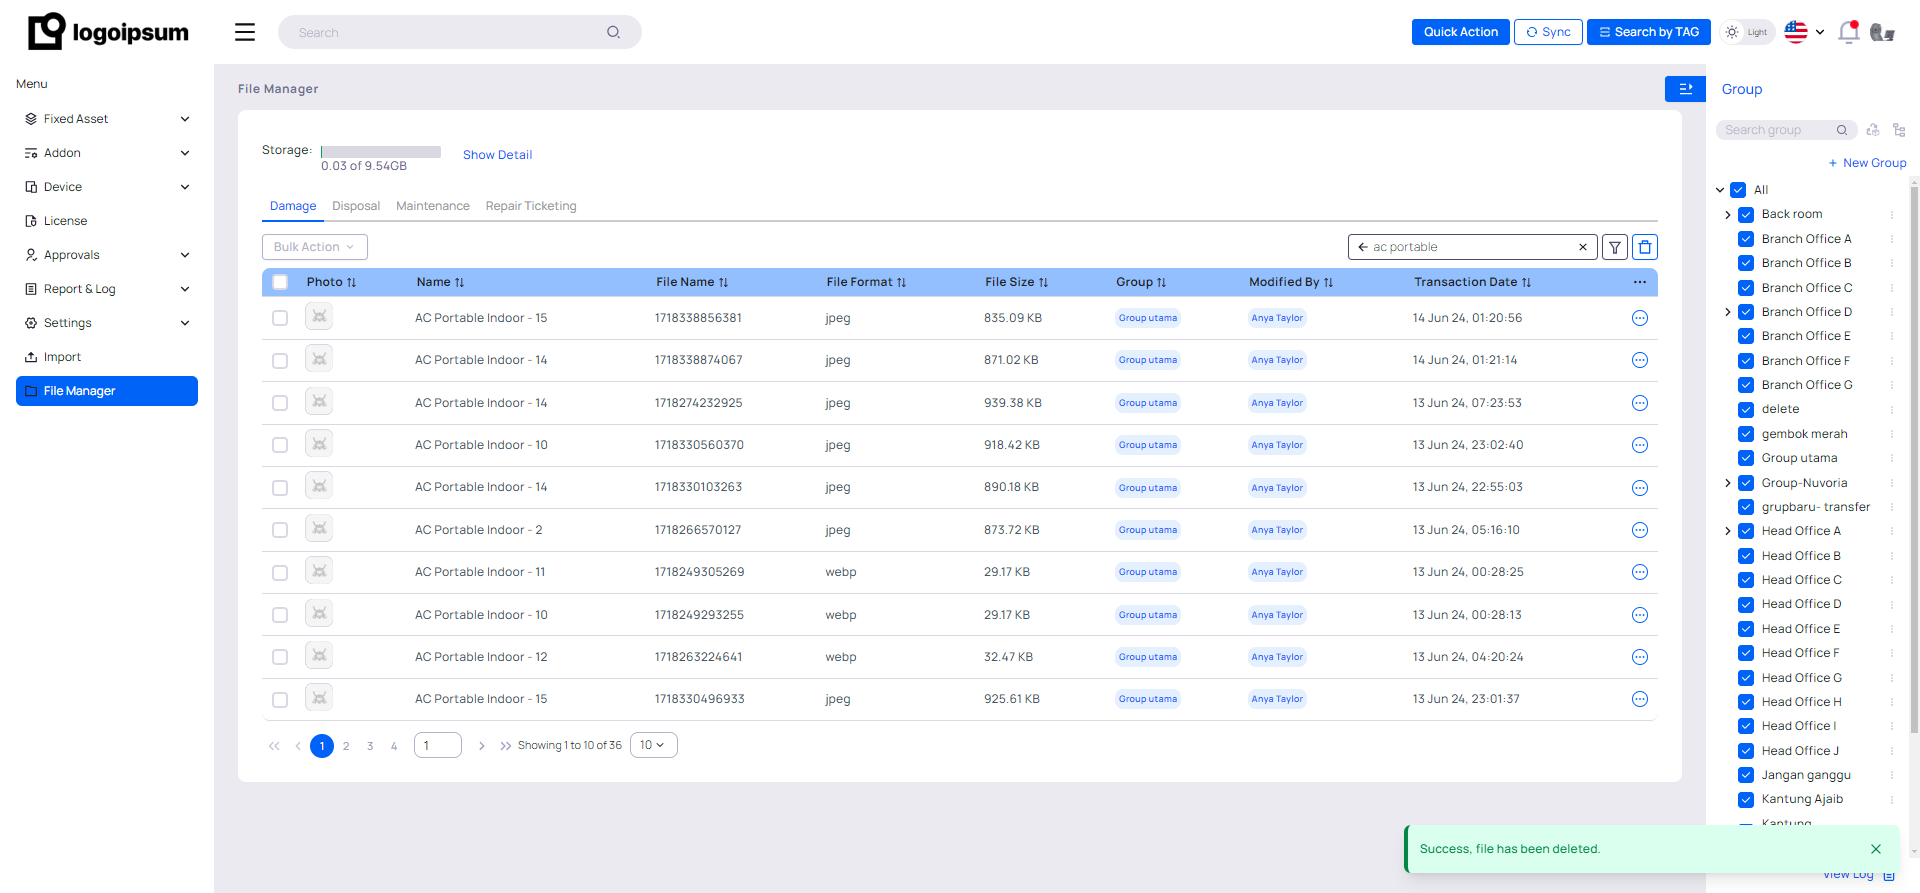 logoipsum
Search
Quick Action
Sync
Search by TAG
Light
Menu
Fixed Asset
Addon
Device
License
Approvals
Report & Log
Settings
Import
File Manager
File Manager
Storage:
0.03 of 9.54GB
Show Detail
Damage Disposal Maintenance Repair Ticketing
Bulk Action
ac portable
Photo Name File Name File Format File Size Group Modified By Transaction Date
AC Portable Indoor - 15 1718338856381 jpeg 835.09 KB Group utama Anya Taylor 14 Jun 24, 01:20:56
AC Portable Indoor - 14 1718338874067 jpeg 871.02 KB Group utama Anya Taylor 14 Jun 24, 01:21:14
AC Portable Indoor - 14 1718274232925 jpeg 939.38 KB Group utama Anya Taylor 13 Jun 24, 07:23:53
AC Portable Indoor - 10 1718330560370 jpeg 918.42 KB Group utama Anya Taylor 13 Jun 24, 23:02:40
AC Portable Indoor - 14 1718330103263 jpeg 890.18 KB Group utama Anya Taylor 13 Jun 24, 22:55:03
AC Portable Indoor - 2 1718266570127 jpeg 873.72 KB Group utama Anya Taylor 13 Jun 24, 05:16:10
AC Portable Indoor - 11 1718249305269 webp 29.17 KB Group utama Anya Taylor 13 Jun 24, 00:28:25
AC Portable Indoor - 10 1718249293255 webp 29.17 KB Group utama Anya Taylor 13 Jun 24, 00:28:13
AC Portable Indoor - 12 1718263224641 webp 32.47 KB Group utama Anya Taylor 13 Jun 24, 04:20:24
AC Portable Indoor - 15 1718330496933 jpeg 925.61 KB Group utama Anya Taylor 13 Jun 24, 23:01:37
1 2 3 4 1 Showing 1 to 10 of 36 10
Group
Search group
+ New Group
All
Back room
Branch Office A
Branch Office B
Branch Office C
Branch Office D
Branch Office E
Branch Office F
Branch Office G
delete
gembok merah
Group utama
Group-Nuvoria
grupbaru- transfer
Head Office A
Head Office B
Head Office C
Head Office D
Head Office E
Head Office F
Head Office G
Head Office H
Head Office I
Head Office J
Jangan ganggu
Kantung Ajaib
Kantung
Success, file has been deleted.
View Log